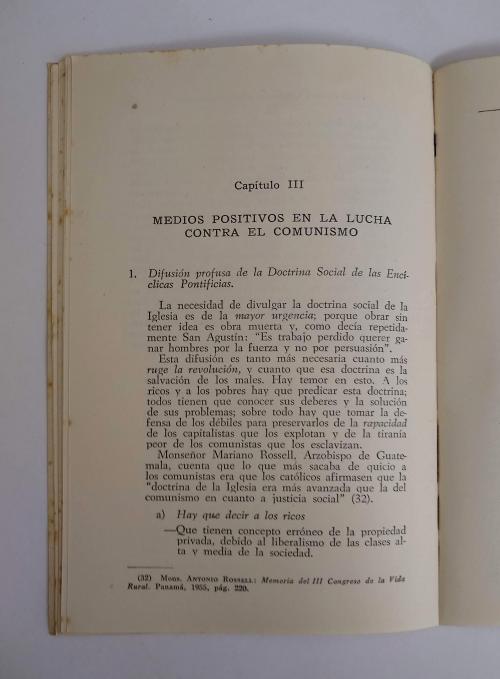 Capítulo III
MEDIOS POSITIVOS EN LA LUCHA
CONTRA EL COMUNISMO
1. Difusión profusa de la Doctrina Social de las Encí-
clicas Pontificias.
La necesidad de divulgar la doctrina social de la
Iglesia es de la mayor urgencia; porque obrar sin
tener idea es obra muerta y, como decía repetida-
mente San Agustín: "Es trabajo perdido querer ga-
nar hombres por la fuerza y no por persuasión".
Esta difusión es tanto más necesaria cuanto más
ruge la revolución, y cuanto que esa doctrina es la
salvación de los males. Hay temor en esto. A los
ricos y a los pobres hay que predicar esta doctrina;
todos tienen que conocer sus deberes y la solución
de sus problemas; sobre todo hay que tomar la de-
fensa de los débiles para preservarlos de la rapacidad
de los capitalistas que los explotan y de la tiranía
peor de los comunistas que los esclavizan.
Monseñor Mariano Rossell, Arzobispo de Guate-
mala, cuenta que lo que más sacaba de quicio a
los comunistas era que los católicos afirmasen que la
"doctrina de la Iglesia era más avanzada que la del
comunismo en cuanto a justicia social" (32).
a) Hay que decir a los ricos
—Que tienen concepto erróneo de la propiedad
privada, debido al liberalismo de las clases al-
ta y media de la sociedad.
(32) Mons. Antonio Rossell: Memoria del III Congreso de la Vida
Rural. Panamá, 1955, pág. 220.